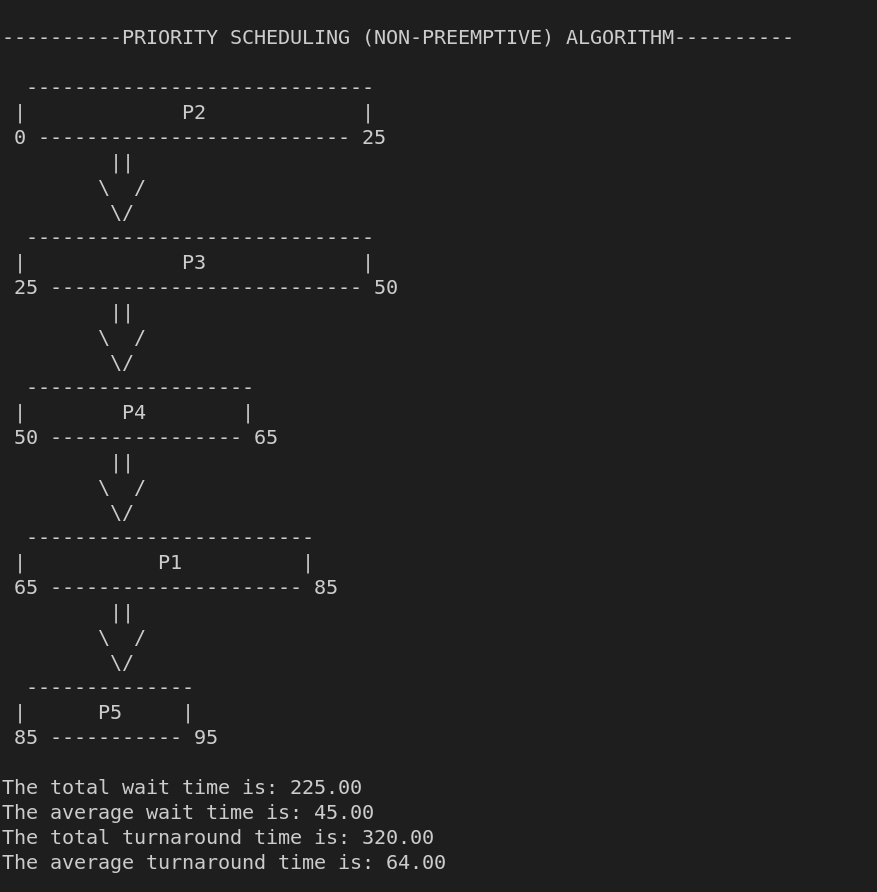 ----------PRIORITY SCHEDULING (NON-PREEMPTIVE) ALGORITHM----------
  -----------------------------
 |             P2             |
 0 -------------------------- 25
         ||
        \  /
         \/
  -----------------------------
 |             P3             |
 25 -------------------------- 50
         ||
        \  /
         \/
  -------------------
 |        P4        |
 50 ---------------- 65
         ||
        \  /
         \/
  ------------------------
 |           P1          |
 65 --------------------- 85
         ||
        \  /
         \/
  --------------
 |      P5     |
 85 ----------- 95
The total wait time is: 225.00
The average wait time is: 45.00
The total turnaround time is: 320.00
The average turnaround time is: 64.00